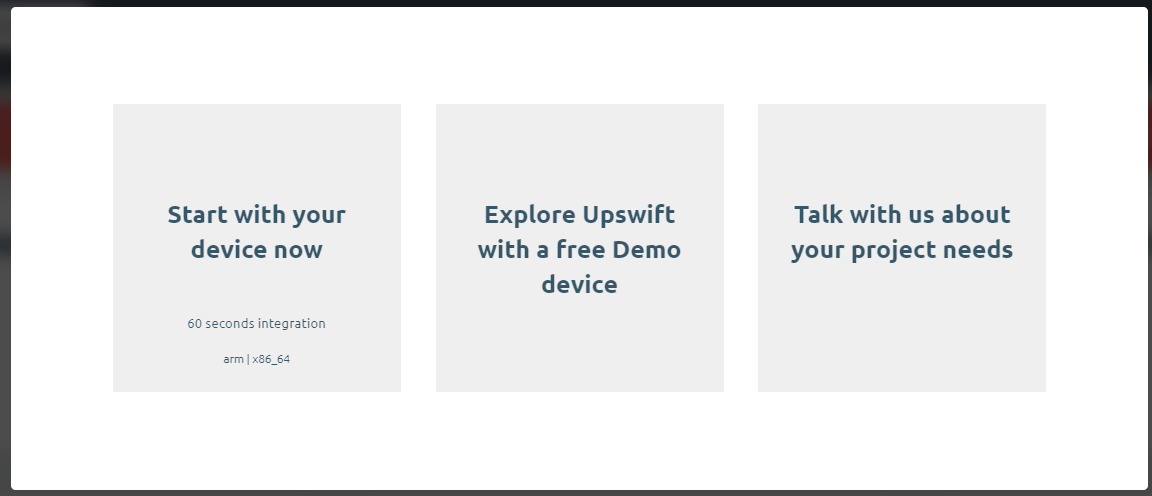 Start with your
device now
60 seconds integration
arm | x86_64
Explore Upswift
with a free Demo
device
Talk with us about
your project needs